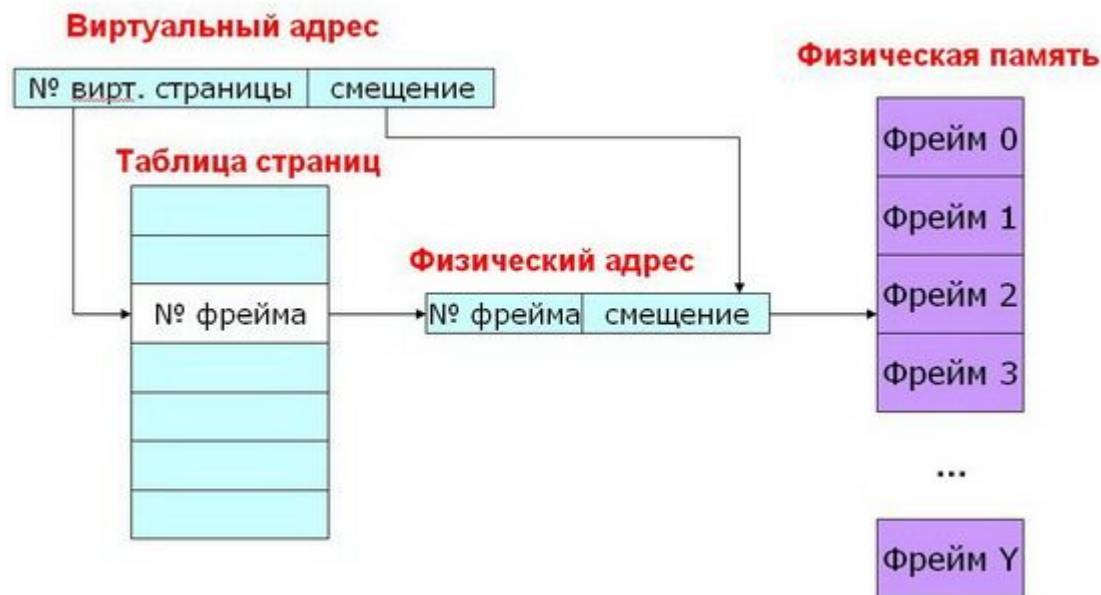 Виртуальный адрес
Физическая память
№ вирт. страницы смещение
Фрейм 0
Таблица страниц
Фрейм 1
Физический адрес
№ фрейма
№ фрейма смещение
Фрейм 2
Фрейм 3
...
Фрейм Y